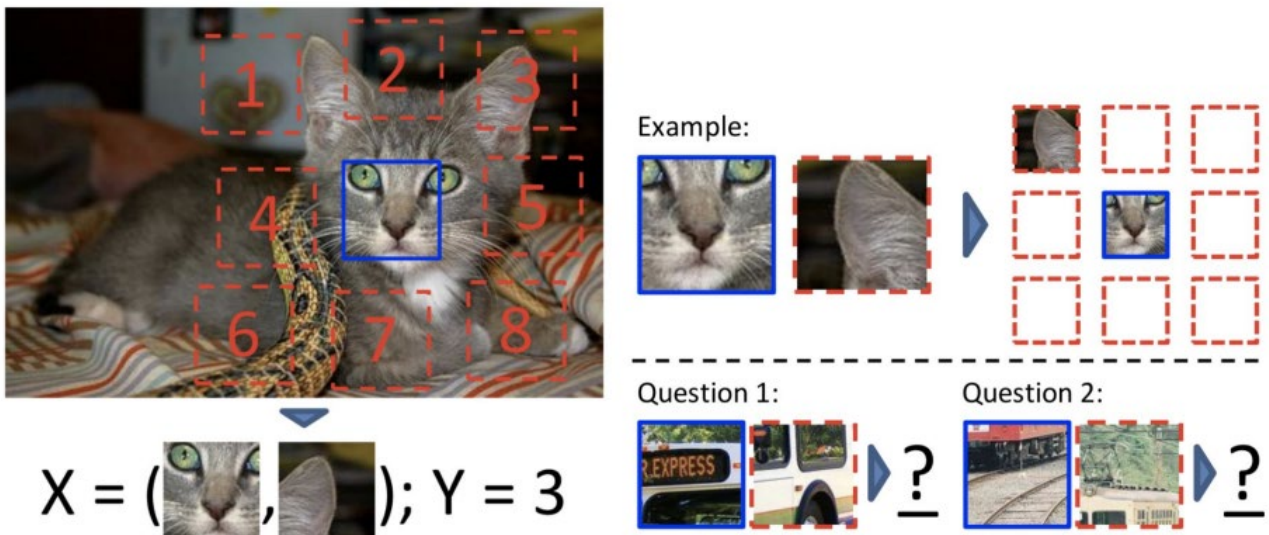 1 2 3
4 5
6 7 8
X = ( , ); Y = 3
Example:
Question 1: Question 2:
R.EXPRESS
? ?